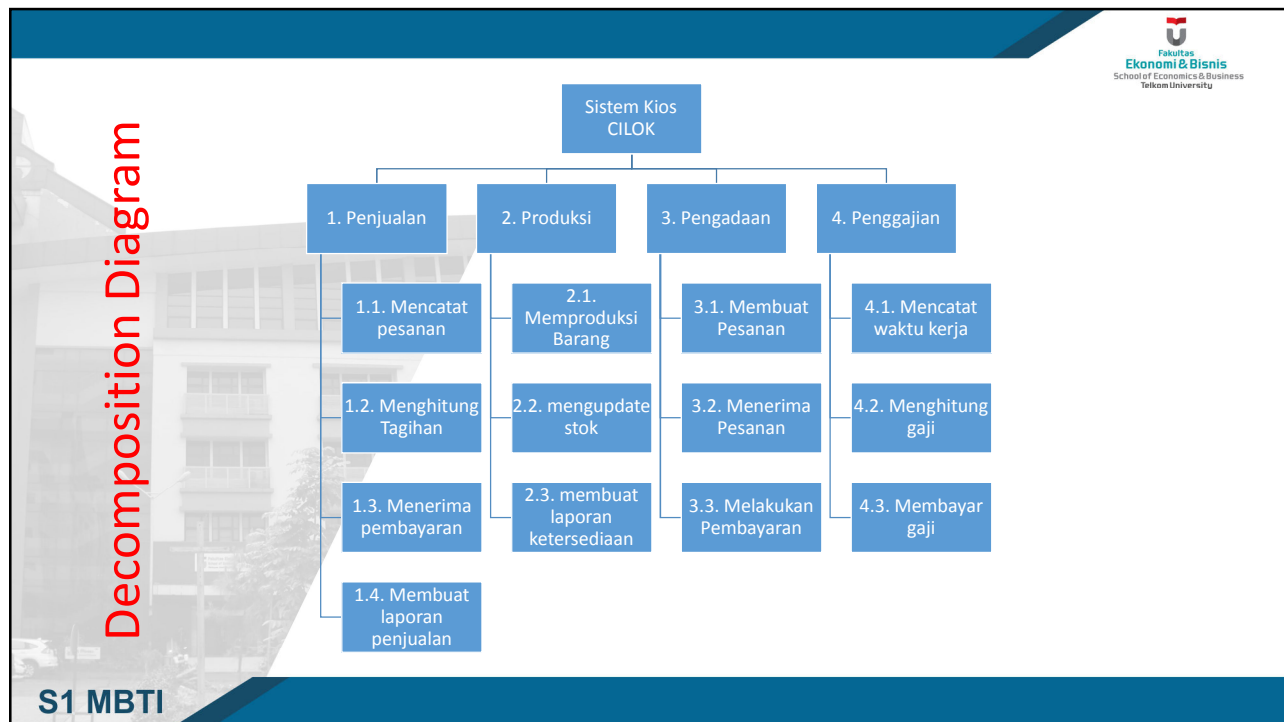 Fakultas
Ekonomi & Bisnis
School of Economics & Business
Telkom University
Decomposition Diagram
Sistem Kios
CILOK
1. Penjualan
2. Produksi
3. Pengadaan
4. Penggajian
1.1. Mencatat
pesanan
2.1.
Memproduksi
Barang
3.1. Membuat
Pesanan
4.1. Mencatat
waktu kerja
1.2. Menghitung
Tagihan
2.2. mengupdate
stok
3.2. Menerima
Pesanan
4.2. Menghitung
gaji
1.3. Menerima
pembayaran
2.3. membuat
laporan
ketersediaan
3.3. Melakukan
Pembayaran
4.3. Membayar
gaji
1.4. Membuat
laporan
penjualan
S1 MBTI